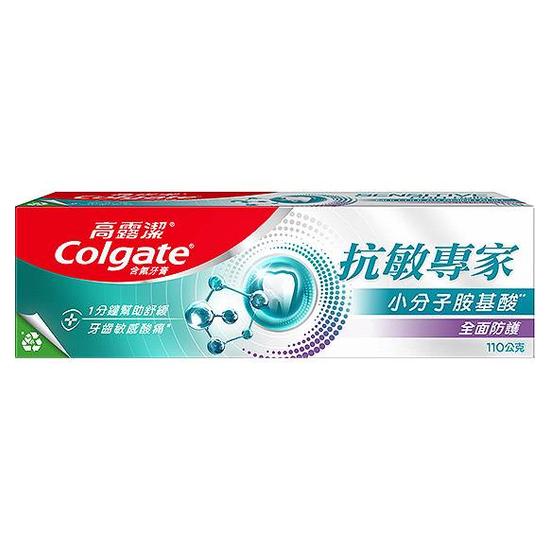 高露潔®
Colgate®
含氟牙膏
1分鐘幫助舒緩
牙齒敏感酸痛*
抗敏專家
小分子胺基酸**
全面防護
110公克